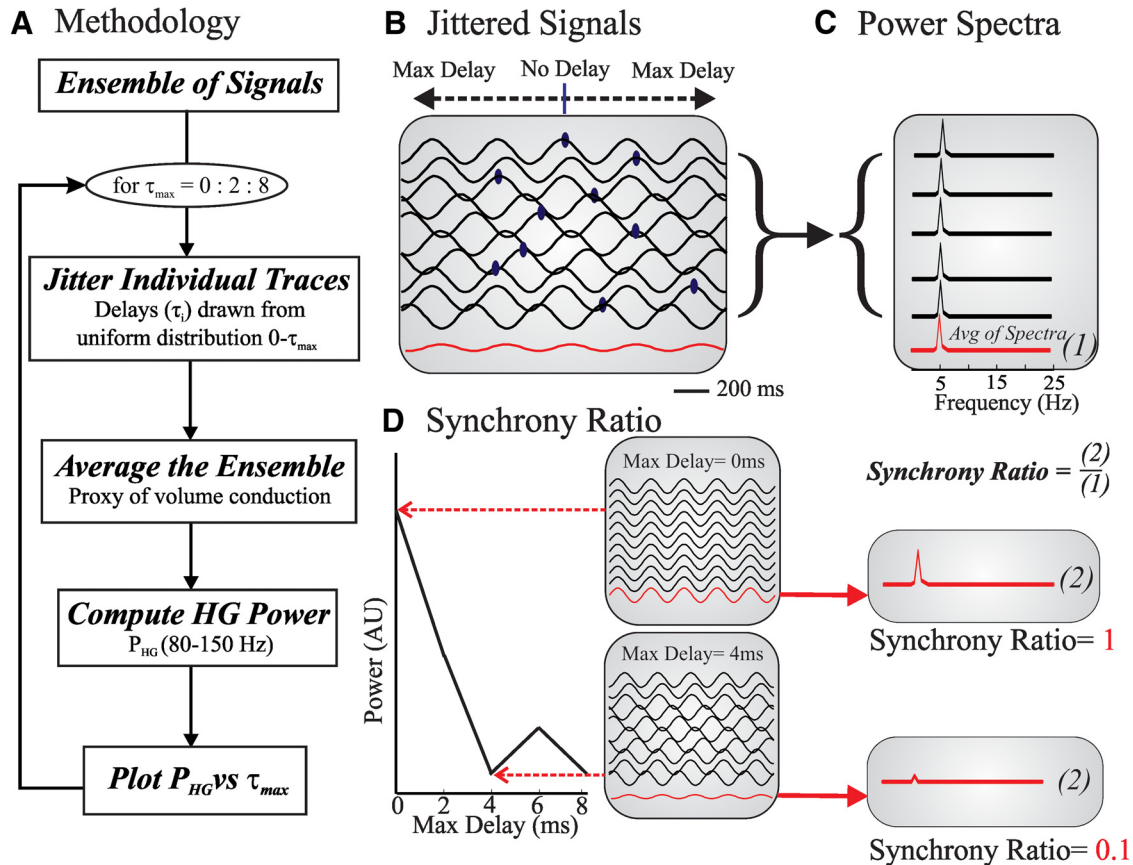 A Methodology
Ensemble of Signals
for τmax = 0 : 2 : 8
Jitter Individual Traces
Delays (τi) drawn from
uniform distribution 0-τmax
Average the Ensemble
Proxy of volume conduction
Compute HG Power
PHG (80-150 Hz)
Plot PHG vs τmax
B Jittered Signals
Max Delay No Delay Max Delay
200 ms
C Power Spectra
Avg of Spectra (1)
5 15 25
Frequency (Hz)
D Synchrony Ratio
Power (AU)
0 2 4 6 8
Max Delay (ms)
Max Delay= 0ms
Max Delay= 4ms
Synchrony Ratio = (2)
(1)
(2)
Synchrony Ratio= 1
(2)
Synchrony Ratio= 0.1